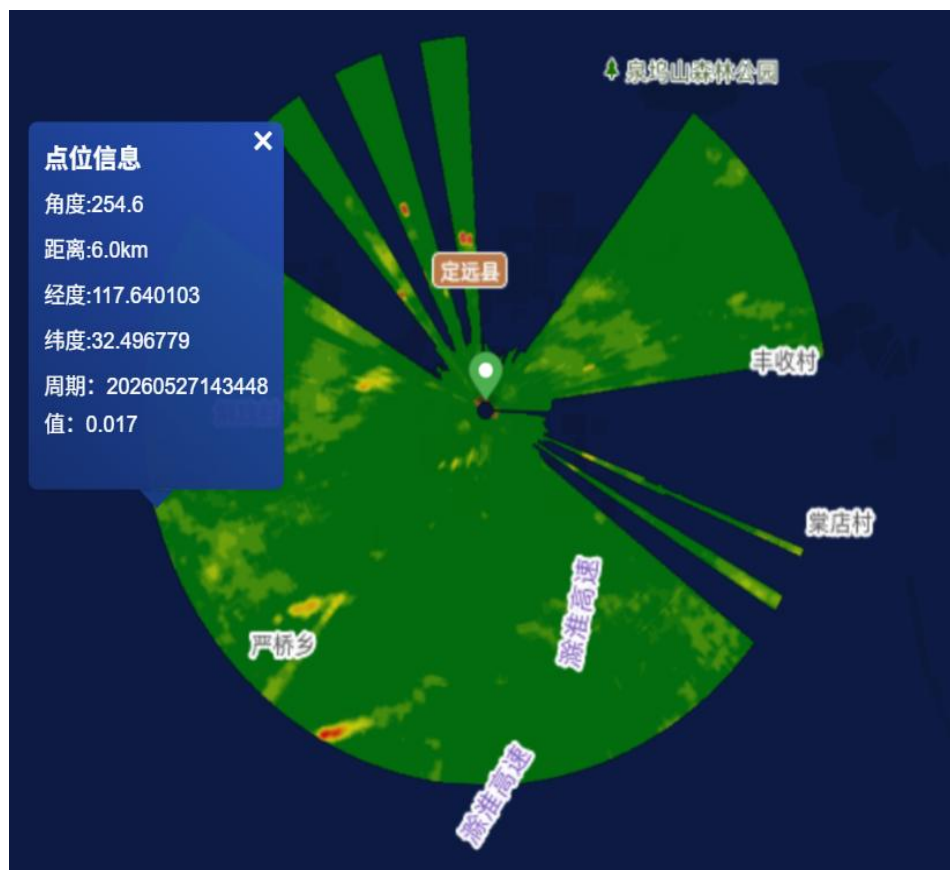 泉坞山森林公园
点位信息
角度:254.6
距离:6.0km
经度:117.640103
纬度:32.496779
周期：20260527143448
值：0.017
定远县
丰收村
棠店村
滁淮高速
严桥乡
滁淮高速